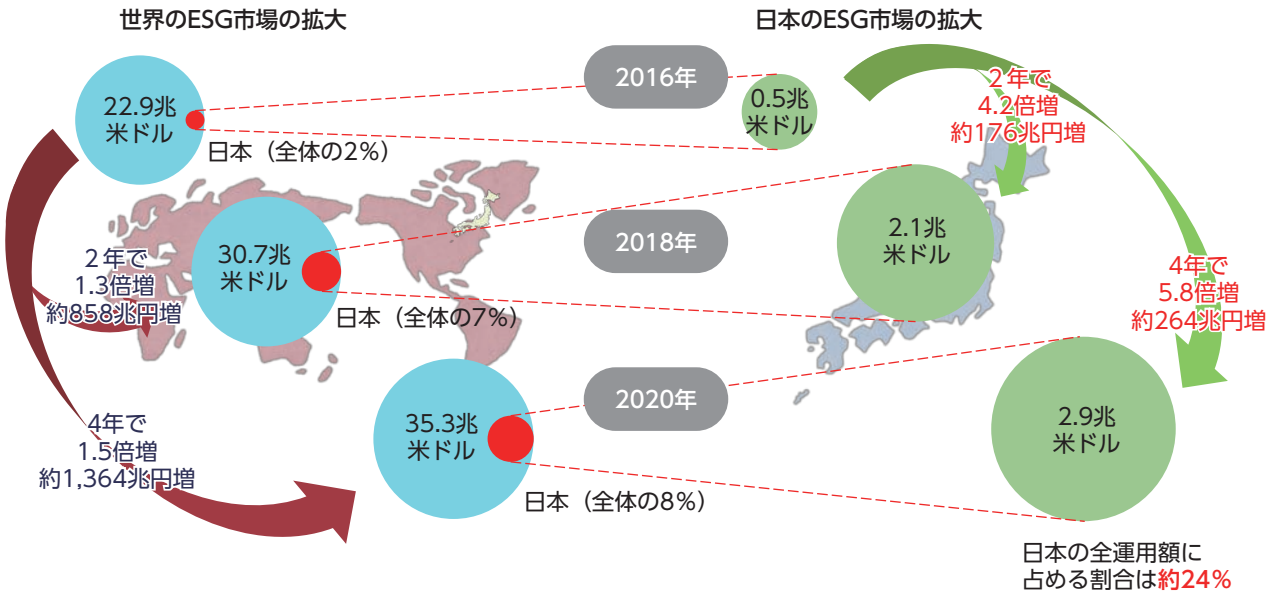 世界のESG市場の拡大
日本のESG市場の拡大
2016年
22.9兆
米ドル
日本（全体の2%）
0.5兆
米ドル
2年で
4.2倍増
約176兆円増
2018年
30.7兆
米ドル
日本（全体の7%）
2.1兆
米ドル
2年で
1.3倍増
約858兆円増
4年で
5.8倍増
約264兆円増
2020年
35.3兆
米ドル
日本（全体の8%）
2.9兆
米ドル
4年で
1.5倍増
約1,364兆円増
日本の全運用額に
占める割合は約24%